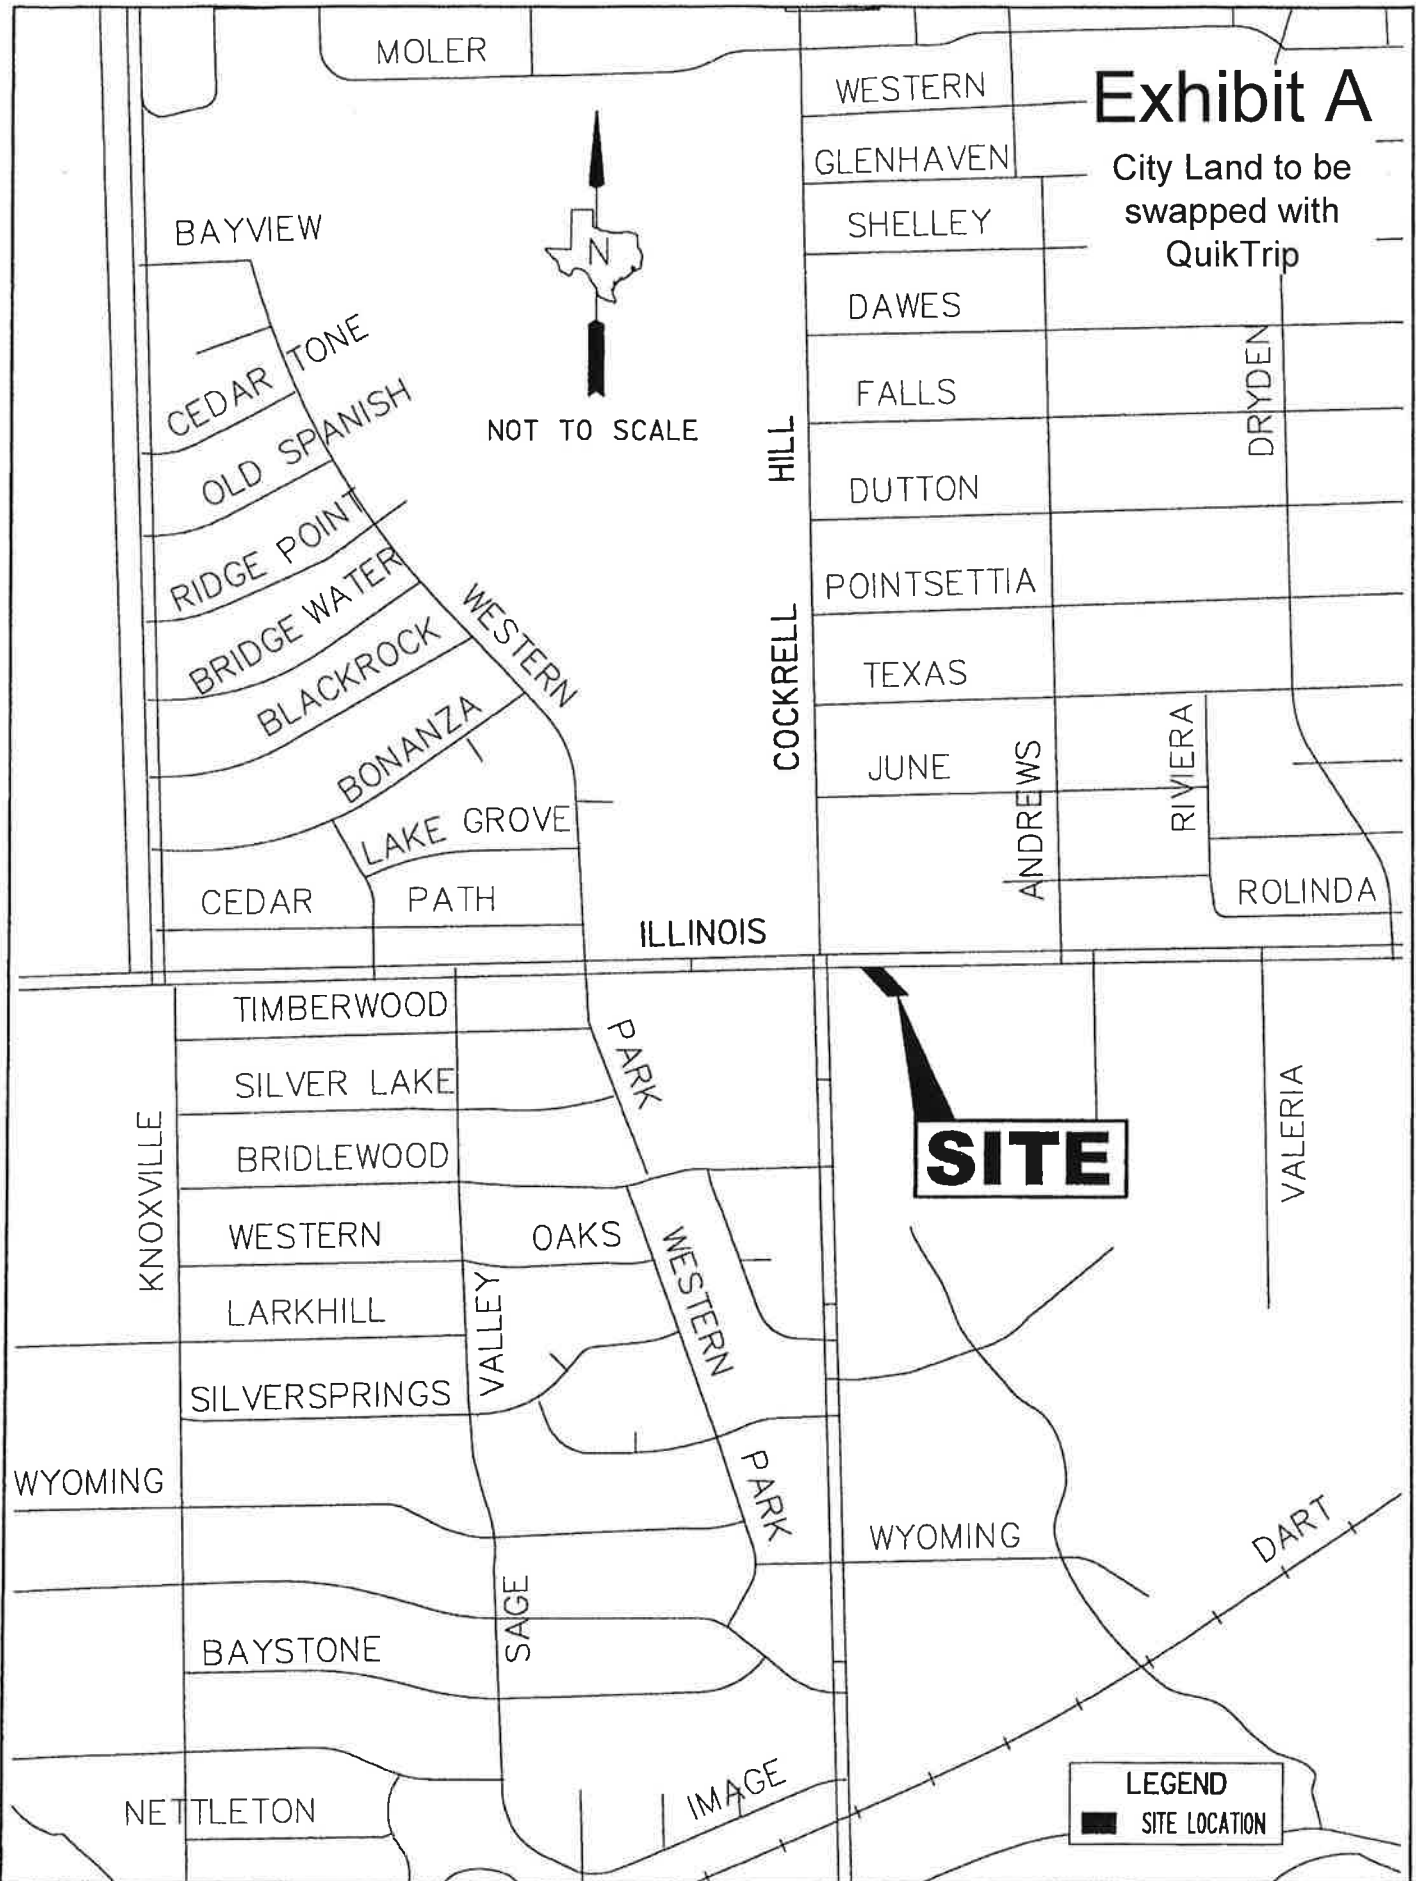 MOLER
WESTERN
Exhibit A
GLENHAVEN
City Land to be
swapped with
QuikTrip
SHELLEY
BAYVIEW
N
DAWES
CEDAR TONE
DRYDEN
FALLS
OLD SPANISH
NOT TO SCALE
COCKRELL HILL
DUTTON
RIDGE POINT
POINTSETTIA
BRIDGE WATER
WESTERN
BLACKROCK
TEXAS
BONANZA
RIVIERA
JUNE
ANDREWS
LAKE GROVE
CEDAR PATH
ROLINDA
ILLINOIS
TIMBERWOOD
PARK
SILVER LAKE
VALERIA
KNOXVILLE
BRIDLEWOOD
SITE
WESTERN OAKS
WESTERN
LARKHILL
VALLEY
SILVERSPRINGS
WYOMING
PARK
WYOMING
DART
SAGE
BAYSTONE
IMAGE
LEGEND
SITE LOCATION
NETTLETON